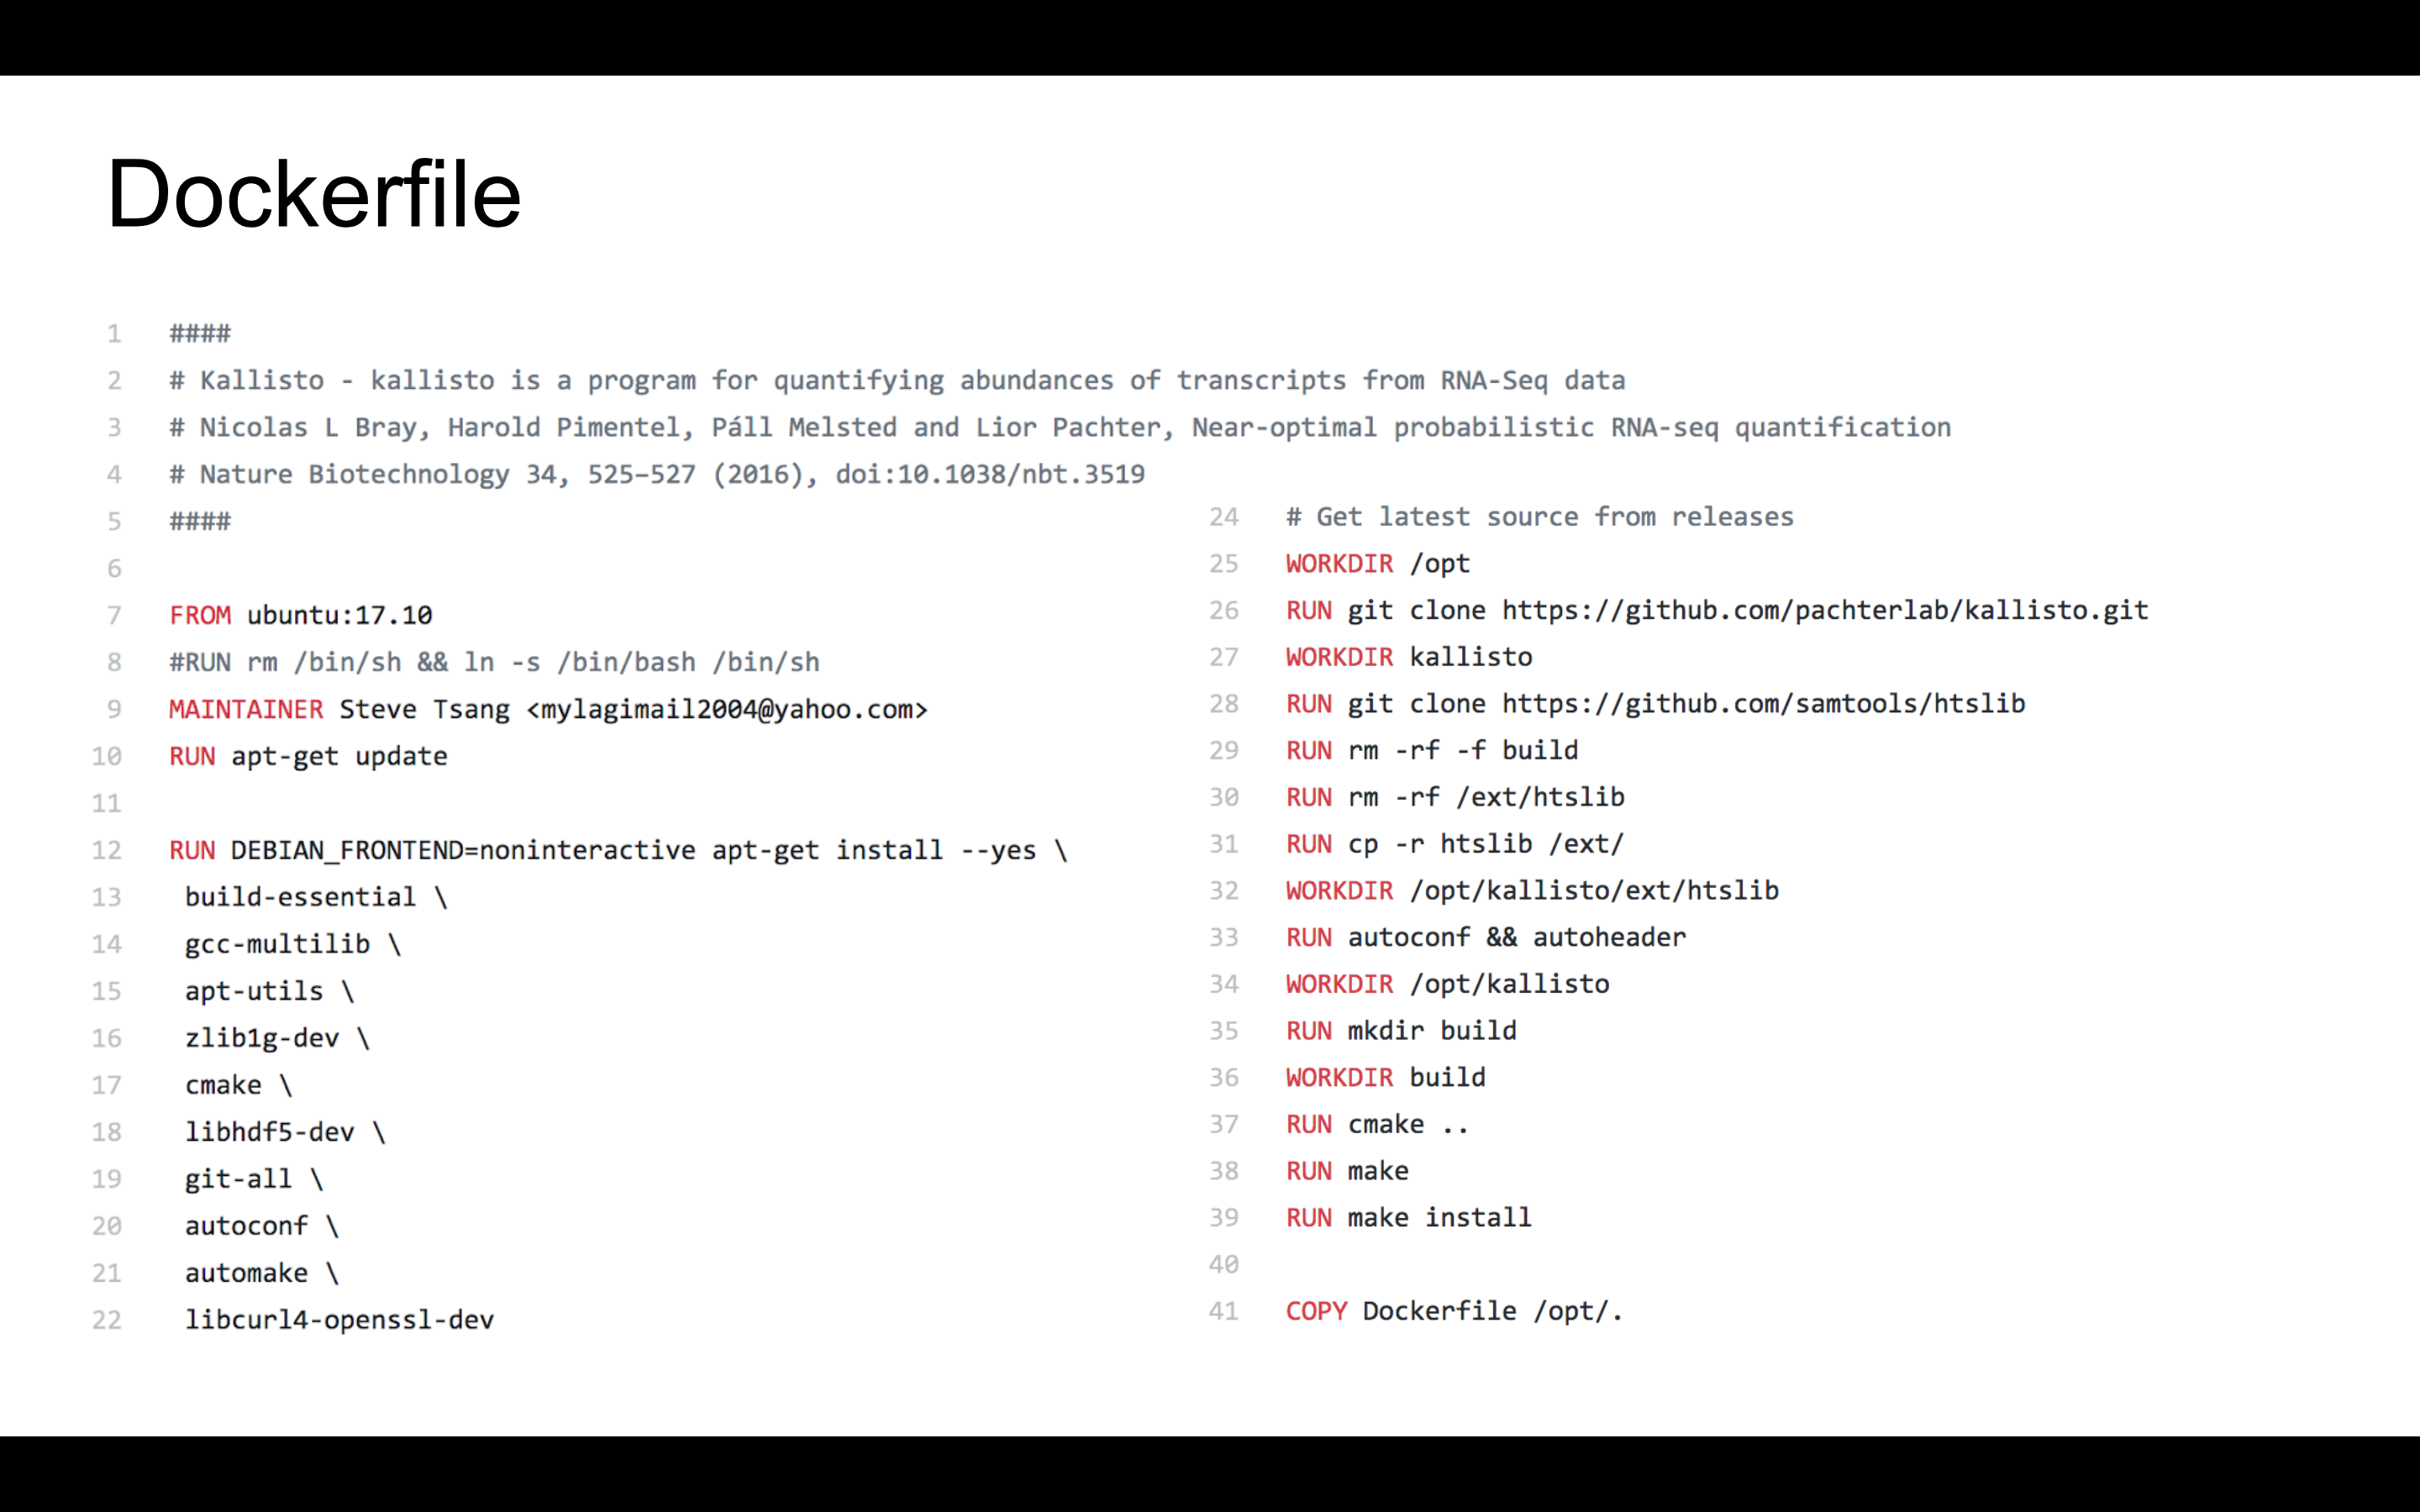 Dockerfile
1 ####
2 # Kallisto - kallisto is a program for quantifying abundances of transcripts from RNA-Seq data
3 # Nicolas L Bray, Harold Pimentel, Páll Melsted and Lior Pachter, Near-optimal probabilistic RNA-seq quantification
4 # Nature Biotechnology 34, 525–527 (2016), doi:10.1038/nbt.3519
5 ####
6
7 FROM ubuntu:17.10
8 #RUN rm /bin/sh && ln -s /bin/bash /bin/sh
9 MAINTAINER Steve Tsang <mylagimail2004@yahoo.com>
10 RUN apt-get update
11
12 RUN DEBIAN_FRONTEND=noninteractive apt-get install --yes \
13 build-essential \
14 gcc-multilib \
15 apt-utils \
16 zlib1g-dev \
17 cmake \
18 libhdf5-dev \
19 git-all \
20 autoconf \
21 automake \
22 libcurl4-openssl-dev
24 # Get latest source from releases
25 WORKDIR /opt
26 RUN git clone https://github.com/pachterlab/kallisto.git
27 WORKDIR kallisto
28 RUN git clone https://github.com/samtools/htslib
29 RUN rm -rf -f build
30 RUN rm -rf /ext/htslib
31 RUN cp -r htslib /ext/
32 WORKDIR /opt/kallisto/ext/htslib
33 RUN autoconf && autoheader
34 WORKDIR /opt/kallisto
35 RUN mkdir build
36 WORKDIR build
37 RUN cmake ..
38 RUN make
39 RUN make install
40
41 COPY Dockerfile /opt/.